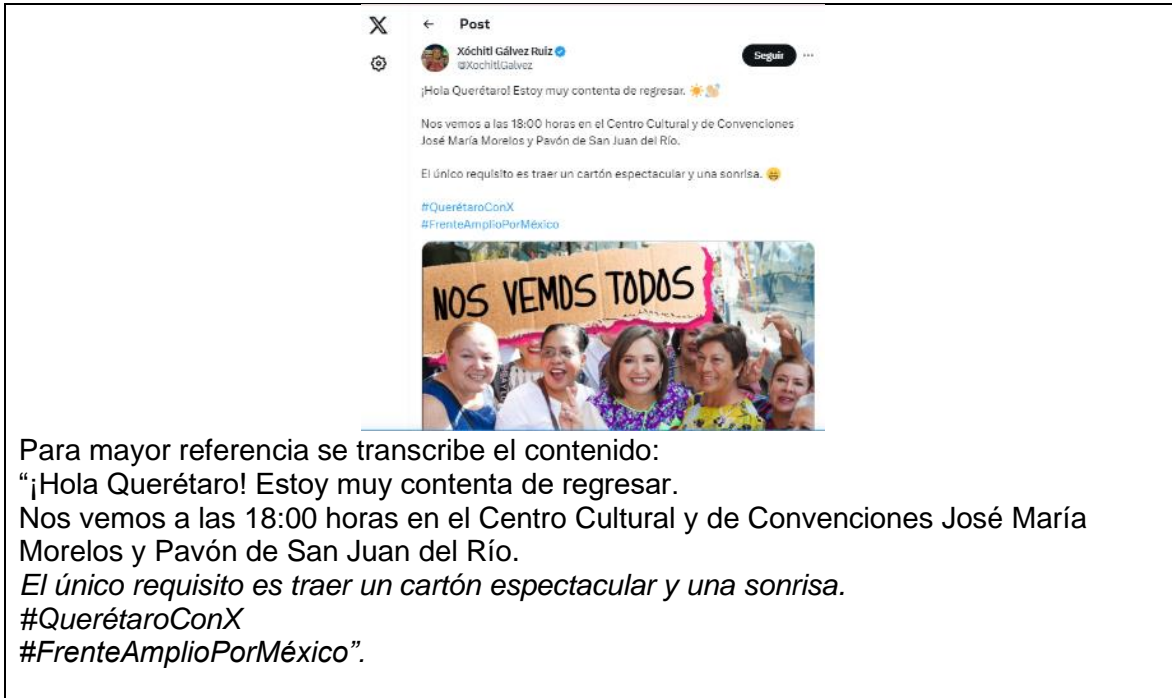 Post
Xóchitl Gálvez Ruiz
@XochitlGalvez
Seguir
¡Hola Querétaro! Estoy muy contenta de regresar. ☀️👋
Nos vemos a las 18:00 horas en el Centro Cultural y de Convenciones
José María Morelos y Pavón de San Juan del Río.
El único requisito es traer un cartón espectacular y una sonrisa. 😁
#QuerétaroConX
#FrenteAmplioPorMéxico
NOS VEMOS TODOS
Para mayor referencia se transcribe el contenido:
“¡Hola Querétaro! Estoy muy contenta de regresar.
Nos vemos a las 18:00 horas en el Centro Cultural y de Convenciones José María
Morelos y Pavón de San Juan del Río.
El único requisito es traer un cartón espectacular y una sonrisa.
#QuerétaroConX
#FrenteAmplioPorMéxico”.